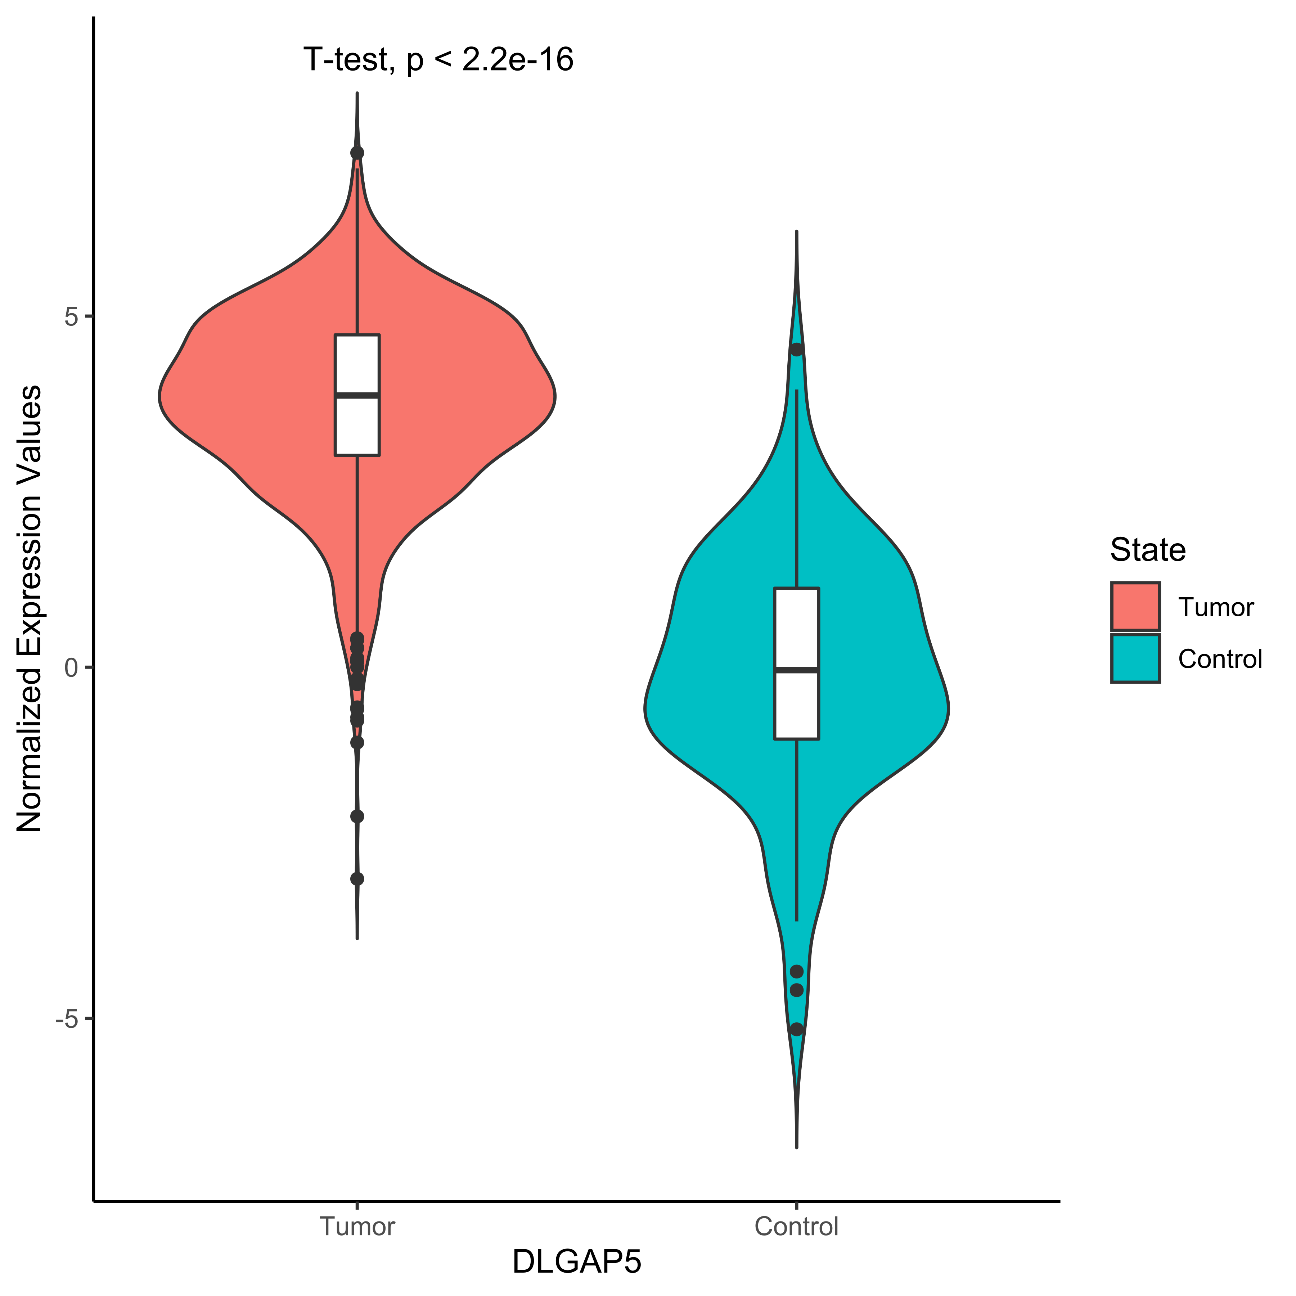 T-test, p < 2.2e-16
Normalized Expression Values
5
0
-5
Tumor
Control
DLGAP5
State
Tumor
Control